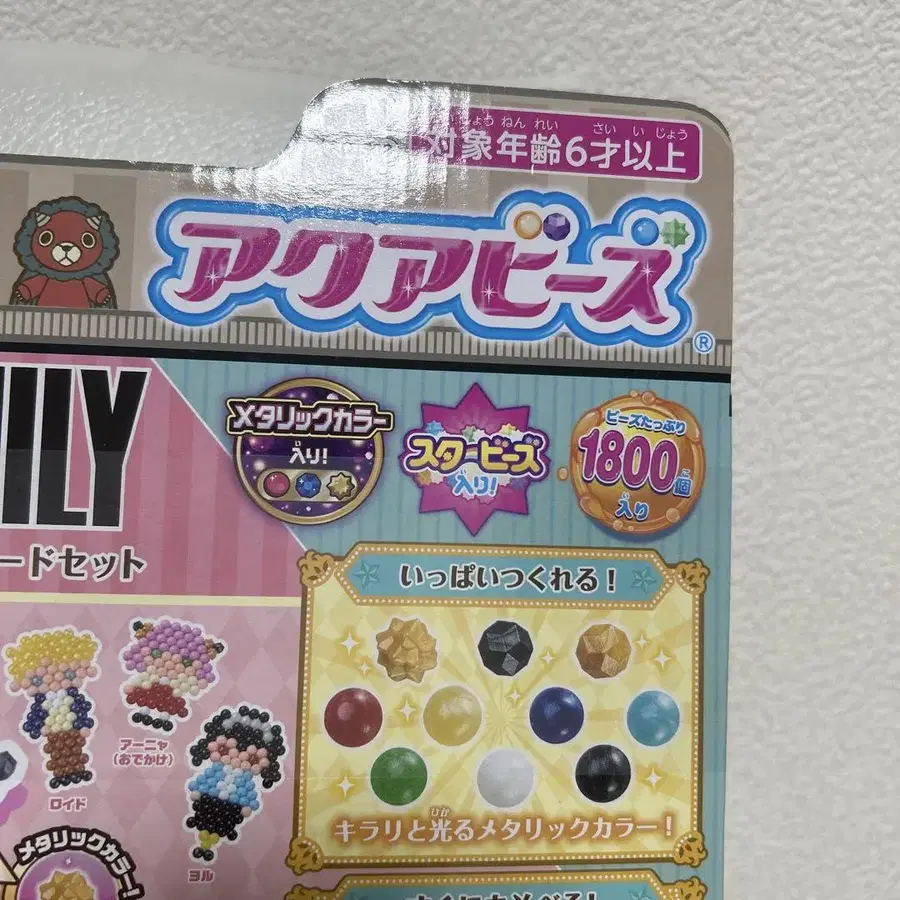 対象年齢6才以上
アクアビーズ®
ILY
ードセット
メタリックカラー
入り!
スタービーズ
入り!
ビーズたっぷり
1800個
入り
いっぱいつくれる!
キラリと光るメタリックカラー!
アーニャ
(おでかけ)
ロイド
ヨル
メタリックカラー!